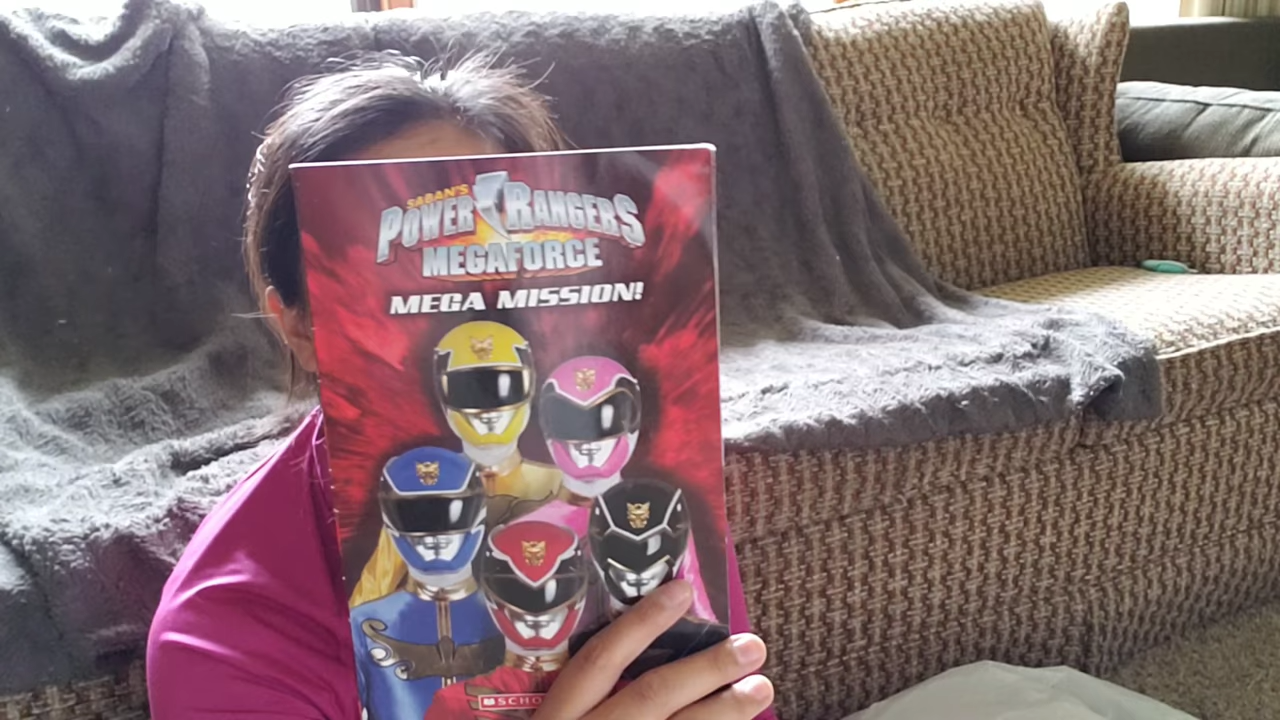 SABAN'S
POWER RANGERS
MEGAFORCE
MEGA MISSION!
SCHO